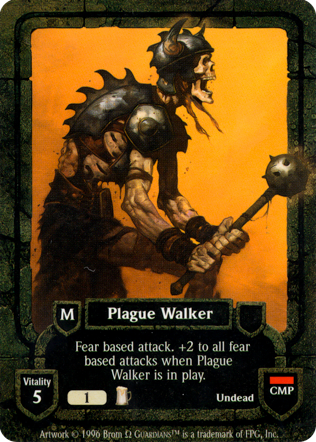 M
Plague Walker
Fear based attack. +2 to all fear
based attacks when Plague
Walker is in play.
Vitality
5
1
Undead
CMP
Artwork © 1996 Brom Ω GUARDIANS™ is a trademark of FPG, Inc.